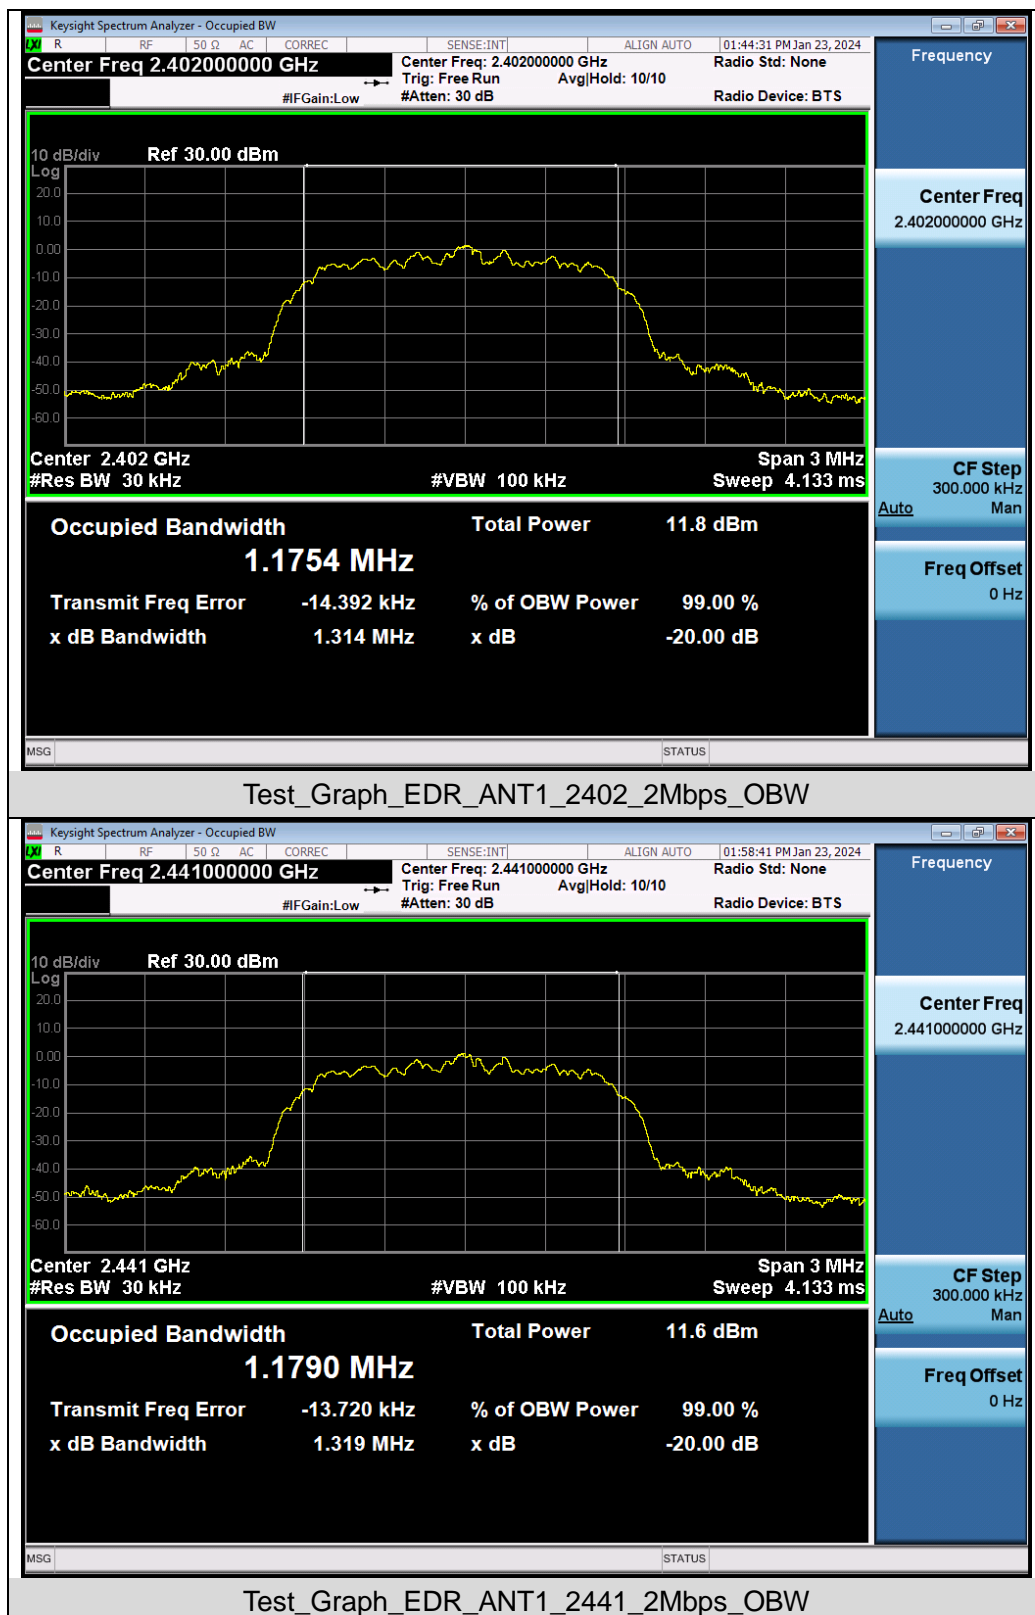 Keysight Spectrum Analyzer - Occupied BW
LXI R RF 50 Ω AC CORREC SENSE:INT ALIGN AUTO 01:44:31 PM Jan 23, 2024
Center Freq 2.402000000 GHz Center Freq: 2.402000000 GHz Radio Std: None
Trig: Free Run Avg|Hold: 10/10
#IFGain:Low #Atten: 30 dB Radio Device: BTS
Frequency
10 dB/div Ref 30.00 dBm
Log
20.0
10.0
0.00
-10.0
-20.0
-30.0
-40.0
-50.0
-60.0
Center 2.402 GHz Span 3 MHz
#Res BW 30 kHz #VBW 100 kHz Sweep 4.133 ms
Center Freq
2.402000000 GHz
CF Step
300.000 kHz
Auto Man
Freq Offset
0 Hz
Occupied Bandwidth Total Power 11.8 dBm
1.1754 MHz
Transmit Freq Error -14.392 kHz % of OBW Power 99.00 %
x dB Bandwidth 1.314 MHz x dB -20.00 dB
MSG STATUS
Test_Graph_EDR_ANT1_2402_2Mbps_OBW
Keysight Spectrum Analyzer - Occupied BW
LXI R RF 50 Ω AC CORREC SENSE:INT ALIGN AUTO 01:58:41 PM Jan 23, 2024
Center Freq 2.441000000 GHz Center Freq: 2.441000000 GHz Radio Std: None
Trig: Free Run Avg|Hold: 10/10
#IFGain:Low #Atten: 30 dB Radio Device: BTS
Frequency
10 dB/div Ref 30.00 dBm
Log
20.0
10.0
0.00
-10.0
-20.0
-30.0
-40.0
-50.0
-60.0
Center 2.441 GHz Span 3 MHz
#Res BW 30 kHz #VBW 100 kHz Sweep 4.133 ms
Center Freq
2.441000000 GHz
CF Step
300.000 kHz
Auto Man
Freq Offset
0 Hz
Occupied Bandwidth Total Power 11.6 dBm
1.1790 MHz
Transmit Freq Error -13.720 kHz % of OBW Power 99.00 %
x dB Bandwidth 1.319 MHz x dB -20.00 dB
MSG STATUS
Test_Graph_EDR_ANT1_2441_2Mbps_OBW